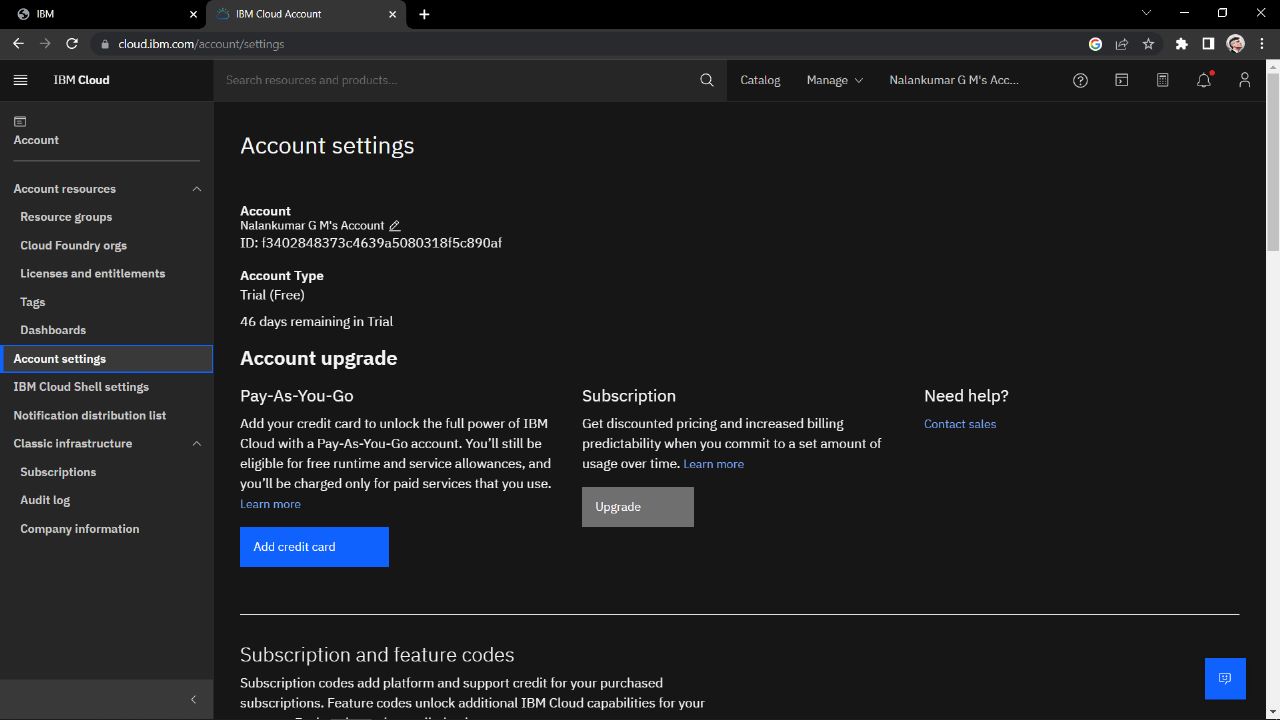 IBM
IBM Cloud Account
cloud.ibm.com/account/settings
IBM Cloud
Search resources and products...
Catalog
Manage
Nalankumar G M's Acc...
Account
Account resources
Resource groups
Cloud Foundry orgs
Licenses and entitlements
Tags
Dashboards
Account settings
IBM Cloud Shell settings
Notification distribution list
Classic infrastructure
Subscriptions
Audit log
Company information
Account settings
Account
Nalankumar G M's Account
ID: f3402848373c4639a5080318f5c890af
Account Type
Trial (Free)
46 days remaining in Trial
Account upgrade
Pay-As-You-Go
Add your credit card to unlock the full power of IBM
Cloud with a Pay-As-You-Go account. You’ll still be
eligible for free runtime and service allowances, and
you’ll be charged only for paid services that you use.
Learn more
Add credit card
Subscription
Get discounted pricing and increased billing
predictability when you commit to a set amount of
usage over time. Learn more
Upgrade
Need help?
Contact sales
Subscription and feature codes
Subscription codes add platform and support credit for your purchased
subscriptions. Feature codes unlock additional IBM Cloud capabilities for your